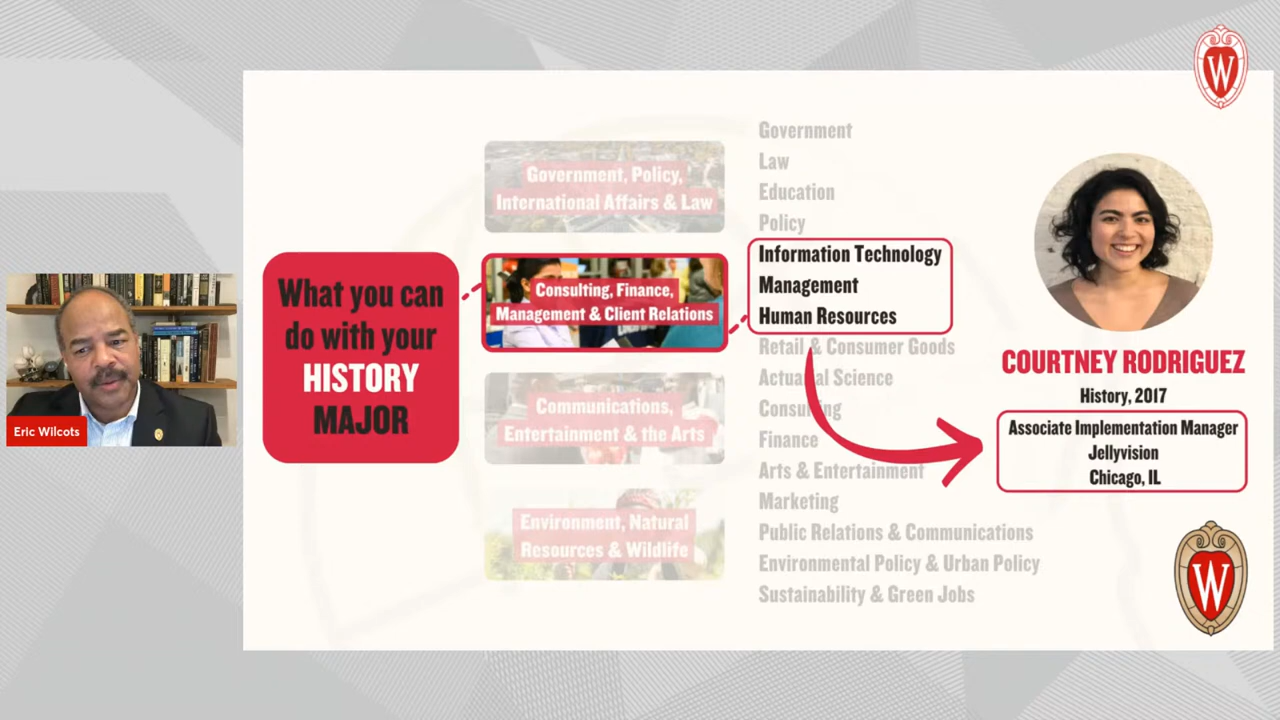 W
What you can
do with your
HISTORY
MAJOR
Government, Policy,
International Affairs & Law
Consulting, Finance,
Management & Client Relations
Communications,
Entertainment & the Arts
Environment, Natural
Resources & Wildlife
Government
Law
Education
Policy
Information Technology
Management
Human Resources
Retail & Consumer Goods
Actuarial Science
Consulting
Finance
Arts & Entertainment
Marketing
Public Relations & Communications
Environmental Policy & Urban Policy
Sustainability & Green Jobs
COURTNEY RODRIGUEZ
History, 2017
Associate Implementation Manager
Jellyvision
Chicago, IL
Eric Wilcots
W